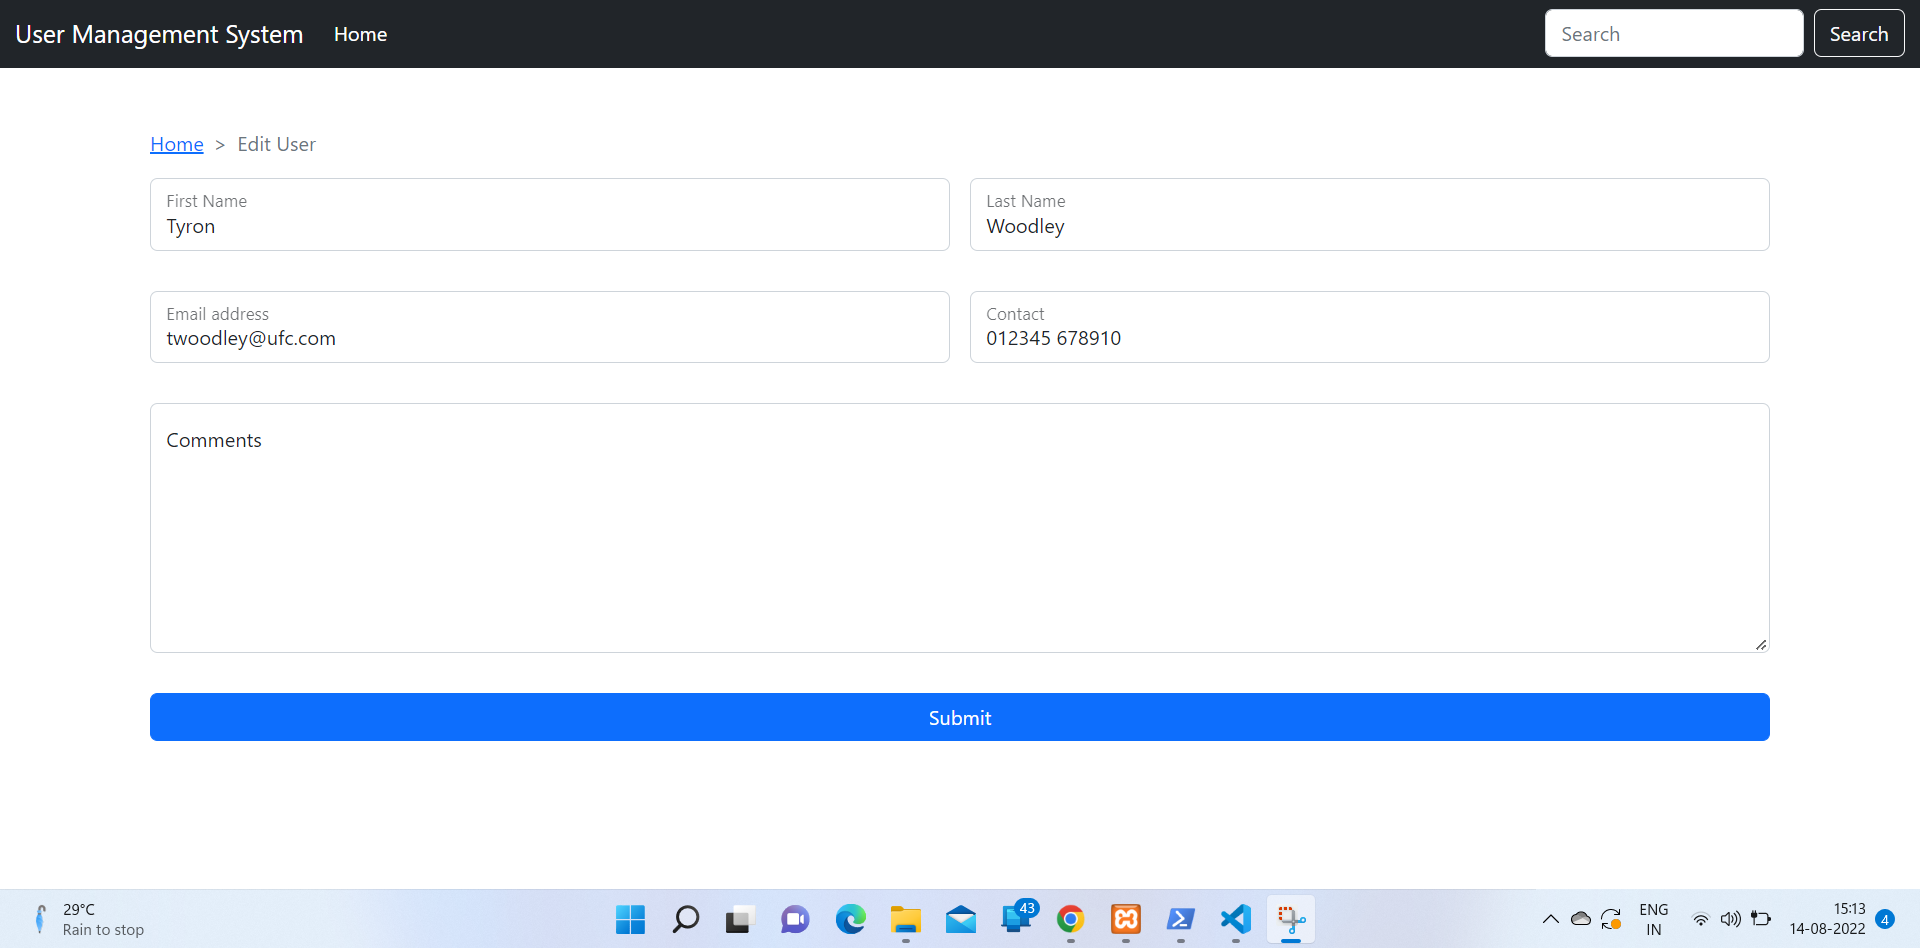 User Management System Home Search Search
Home > Edit User
First Name
Tyron
Last Name
Woodley
Email address
twoodley@ufc.com
Contact
012345 678910
Comments
Submit
29°C
Rain to stop
43
ENG
IN
15:13
14-08-2022
4